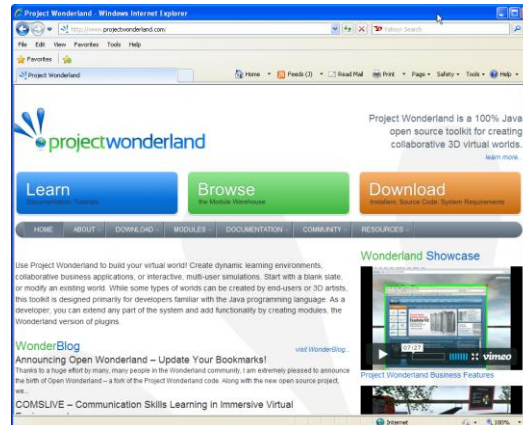 Project Wonderland - Windows Internet Explorer
http://www.projectwonderland.com/
Yahoo! Search
File Edit View Favorites Tools Help
Favorites
Project Wonderland
Home Feeds (J) Read Mail Print Page Safety Tools Help
projectwonderland
Project Wonderland is a 100% Java
open source toolkit for creating
collaborative 3D virtual worlds.
learn more...
Learn
Documentation, Tutorials
Browse
the Module Warehouse
Download
Installers, Source Code, System Requirements
HOME ABOUT DOWNLOAD MODULES DOCUMENTATION COMMUNITY RESOURCES
Use Project Wonderland to build your virtual world! Create dynamic learning environments,
collaborative business applications, or interactive, multi-user simulations. Start with a blank slate,
or modify an existing world. While some types of worlds can be created by end-users or 3D artists,
this toolkit is designed primarily for developers familiar with the Java programming language. As a
developer, you can extend any part of the system and add functionality by creating modules, the
Wonderland version of plugins.
Wonderland Showcase
07:27
vimeo
Project Wonderland Business Features
WonderBlog
visit WonderBlog...
Announcing Open Wonderland – Update Your Bookmarks!
Thanks to a huge effort by many, many people in the Wonderland community, I am extremely pleased to announce
the birth of Open Wonderland – a fork of the Project Wonderland code. Along with the new open source project,
we...
COMSLIVE – Communication Skills Learning in Immersive Virtual
Internet
100%